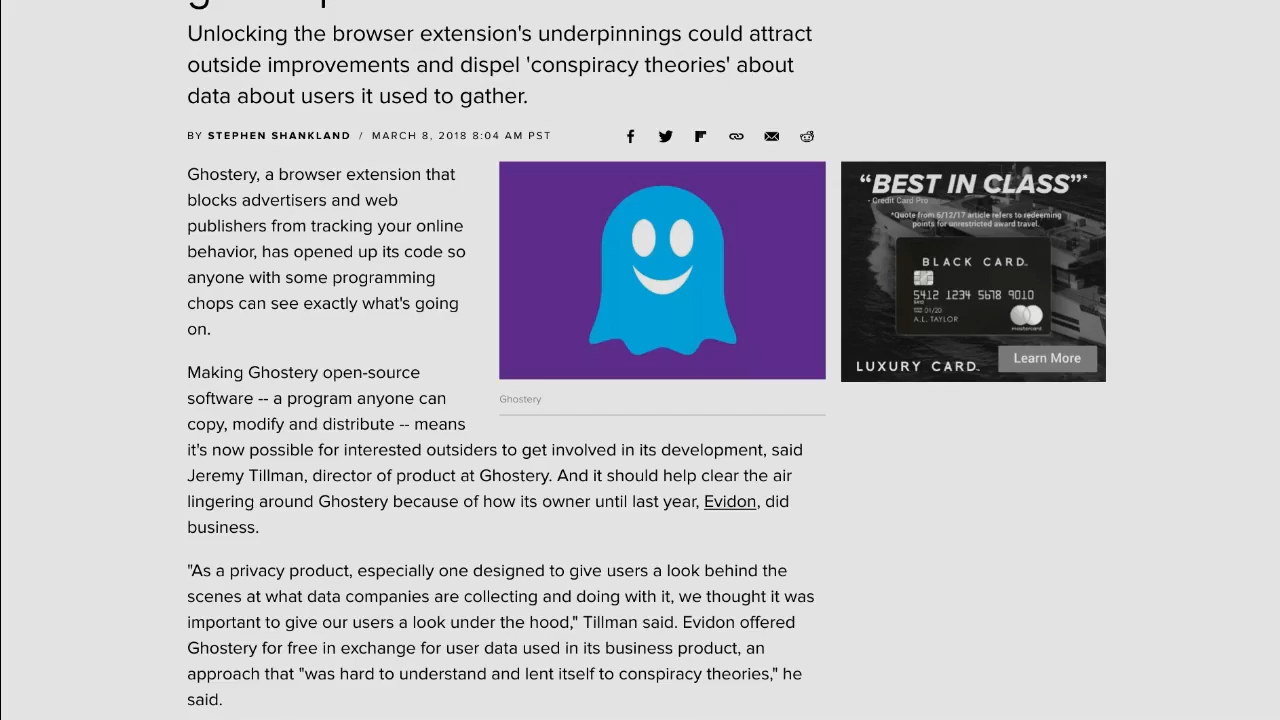 Unlocking the browser extension's underpinnings could attract
outside improvements and dispel 'conspiracy theories' about
data about users it used to gather.
BY STEPHEN SHANKLAND / MARCH 8, 2018 8:04 AM PST
Ghostery, a browser extension that
blocks advertisers and web
publishers from tracking your online
behavior, has opened up its code so
anyone with some programming
chops can see exactly what's going
on.
Making Ghostery open-source
software -- a program anyone can
copy, modify and distribute -- means
it's now possible for interested outsiders to get involved in its development, said
Jeremy Tillman, director of product at Ghostery. And it should help clear the air
lingering around Ghostery because of how its owner until last year, Evidon, did
business.
"As a privacy product, especially one designed to give users a look behind the
scenes at what data companies are collecting and doing with it, we thought it was
important to give our users a look under the hood," Tillman said. Evidon offered
Ghostery for free in exchange for user data used in its business product, an
approach that "was hard to understand and lent itself to conspiracy theories," he
said.
Ghostery
“BEST IN CLASS”*
- Credit Card Pro
*Quote from 6/12/17 article refers to redeeming
points for unrestricted award travel.
BLACK CARD
5412 1234 5678 9010
5412
01/20
A.L. TAYLOR
mastercard
LUXURY CARD
Learn More